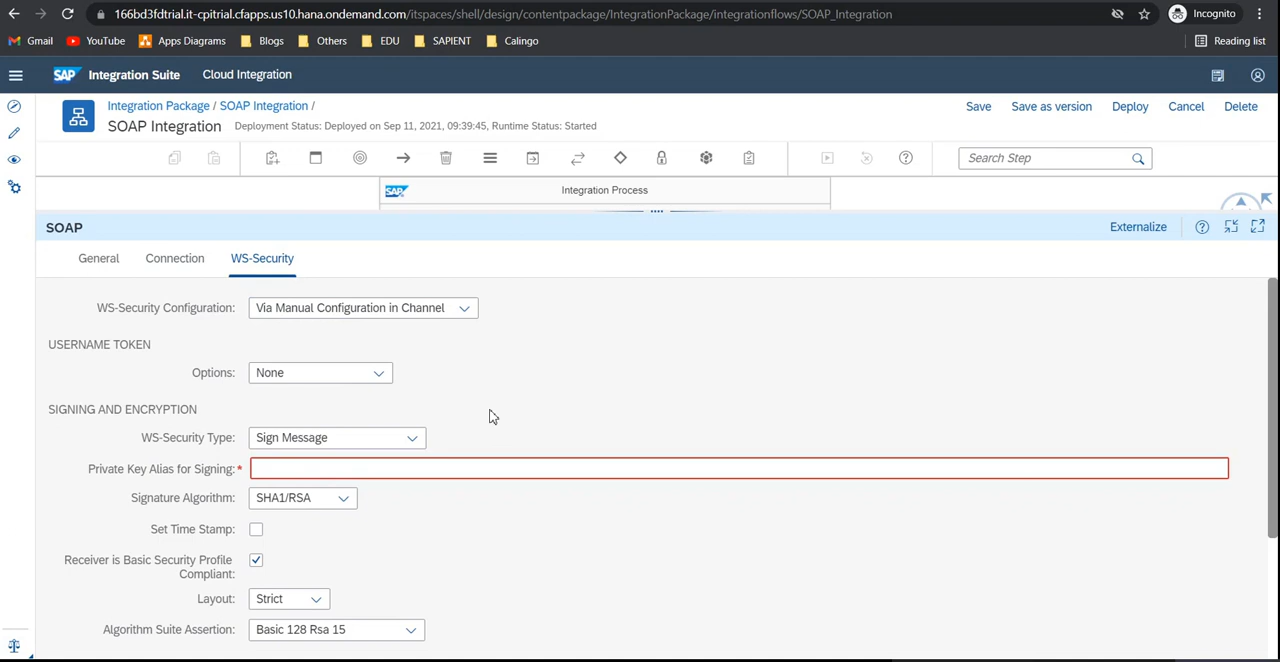 166bd3fdtrial.it-cpitrial.cfapps.us10.hana.ondemand.com/itspaces/shell/design/contentpackage/IntegrationPackage/integrationflows/SOAP_Integration
Incognito
Gmail YouTube Apps Diagrams Blogs Others EDU SAPIENT Calingo Reading list
SAP Integration Suite Cloud Integration
Integration Package / SOAP Integration /
SOAP Integration Deployment Status: Deployed on Sep 11, 2021, 09:39:45, Runtime Status: Started
Save Save as version Deploy Cancel Delete
Search Step
SAP Integration Process
SOAP Externalize
General Connection WS-Security
WS-Security Configuration: Via Manual Configuration in Channel
USERNAME TOKEN
Options: None
SIGNING AND ENCRYPTION
WS-Security Type: Sign Message
Private Key Alias for Signing:*
Signature Algorithm: SHA1/RSA
Set Time Stamp:
Receiver is Basic Security Profile
Compliant:
Layout: Strict
Algorithm Suite Assertion: Basic 128 Rsa 15